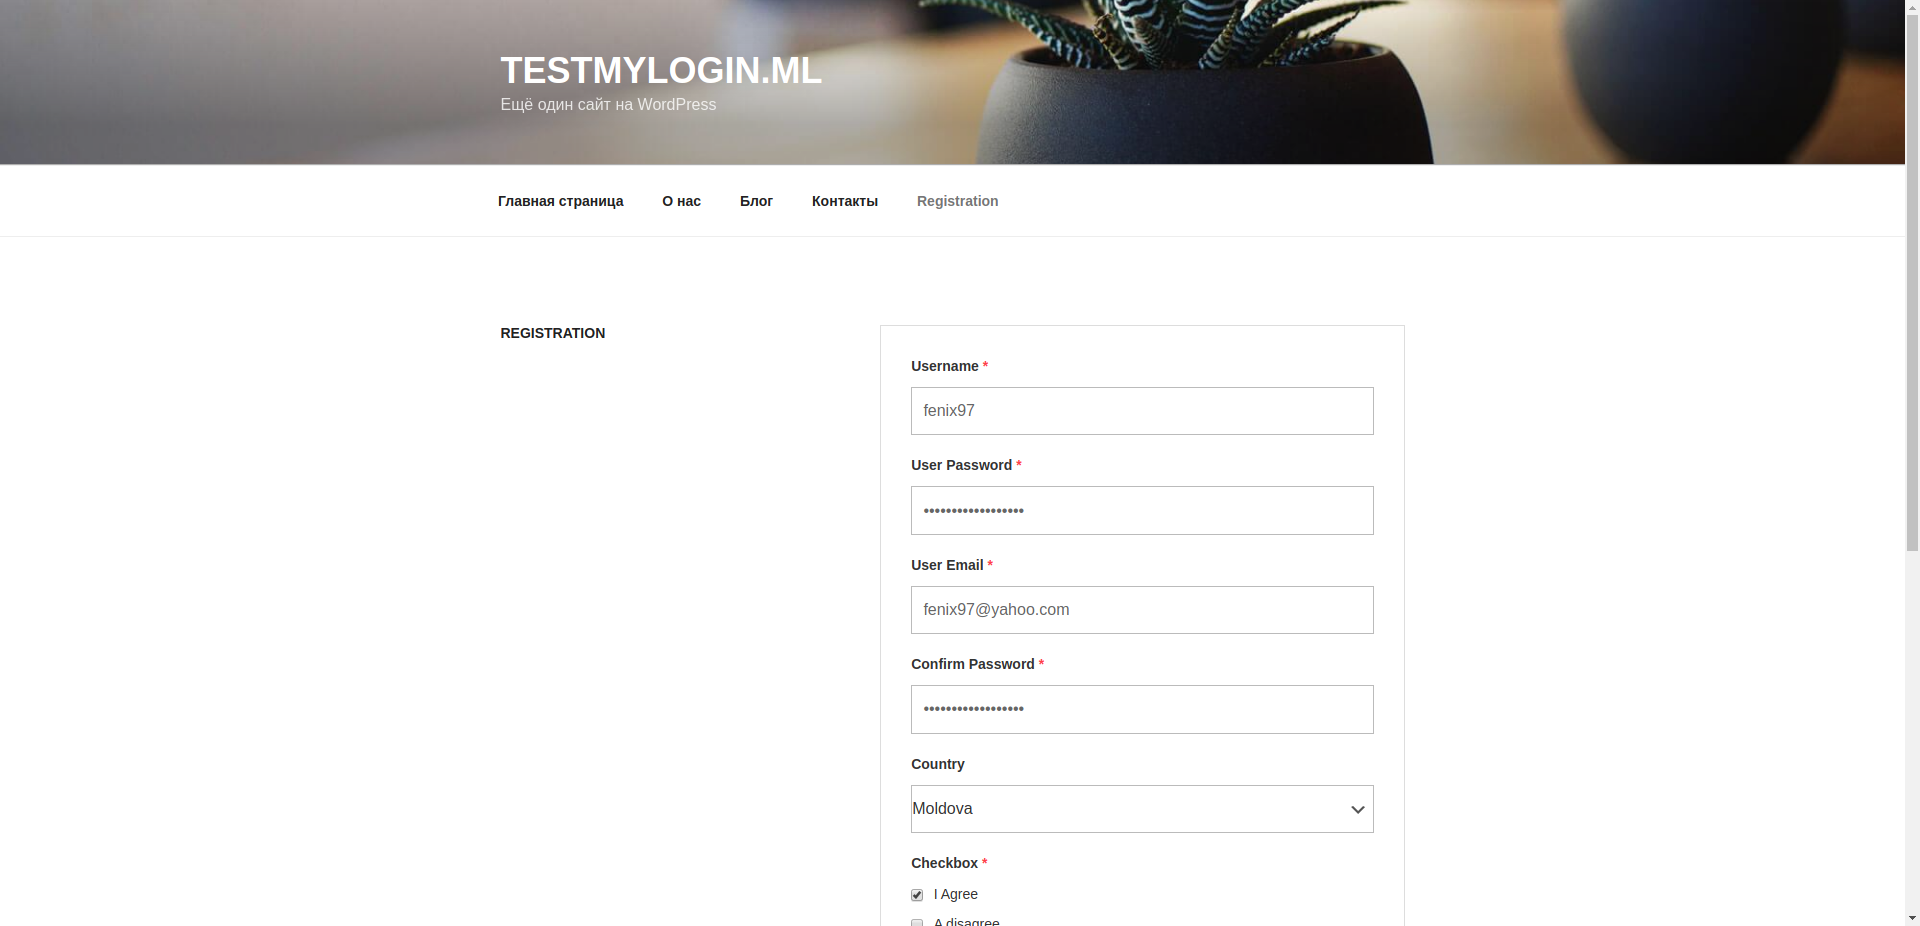 TESTMYLOGIN.ML
Ещё один сайт на WordPress
Главная страница О нас Блог Контакты Registration
REGISTRATION
Username *
fenix97
User Password *
••••••••••••••••••
User Email *
fenix97@yahoo.com
Confirm Password *
••••••••••••••••••
Country
Moldova
Checkbox *
I Agree
A disagree